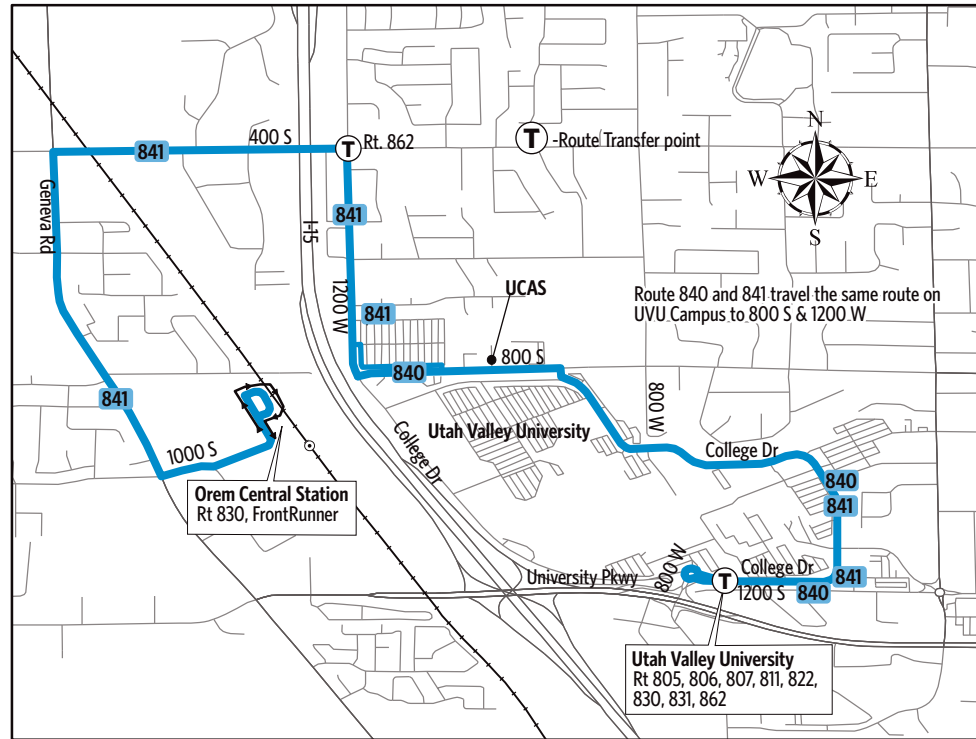 841
400 S
T
Rt. 862
T
-Route Transfer point
N
W
E
S
Geneva Rd
I-15
841
1200 W
841
UCAS
Route 840 and 841 travel the same route on
UVU Campus to 800 S & 1200 W
840
800 S
841
800 W
Utah Valley University
College Dr
College Dr
1000 S
840
841
Orem Central Station
Rt 830, FrontRunner
University Pkwy
800 W
T
College Dr
1200 S
841
840
Utah Valley University
Rt 805, 806, 807, 811, 822,
830, 831, 862